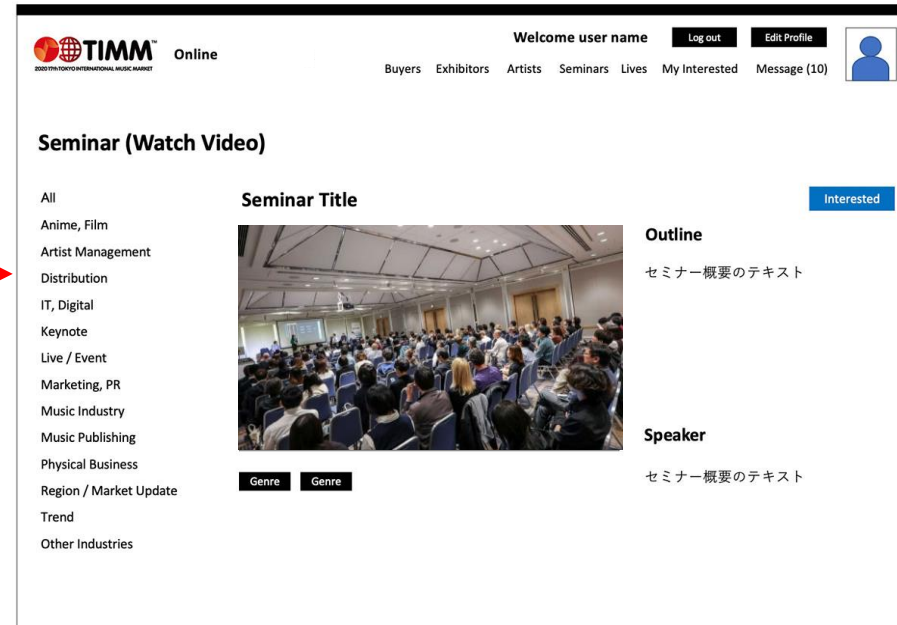 TIMM™
2020 17th TOKYO INTERNATIONAL MUSIC MARKET
Online
Welcome user name
Log out
Edit Profile
Buyers Exhibitors Artists Seminars Lives My Interested Message (10)
Seminar (Watch Video)
All
Anime, Film
Artist Management
Distribution
IT, Digital
Keynote
Live / Event
Marketing, PR
Music Industry
Music Publishing
Physical Business
Region / Market Update
Trend
Other Industries
Seminar Title
Interested
Genre Genre
Outline
セミナー概要のテキスト
Speaker
セミナー概要のテキスト